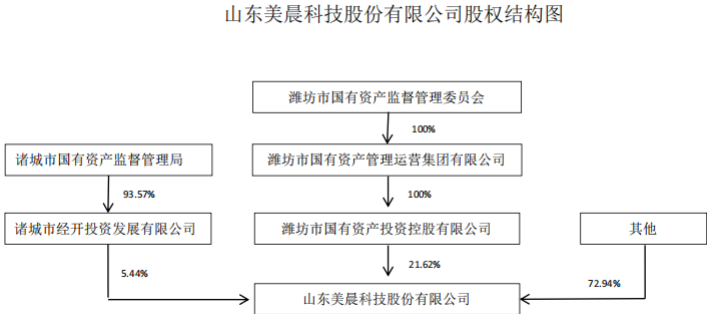 山东美晨科技股份有限公司股权结构图
潍坊市国有资产监督管理委员会
100%
诸城市国有资产监督管理局
潍坊市国有资产管理运营集团有限公司
93.57%
100%
诸城市经开投资发展有限公司
潍坊市国有资产投资控股有限公司
其他
5.44%
21.62%
72.94%
山东美晨科技股份有限公司